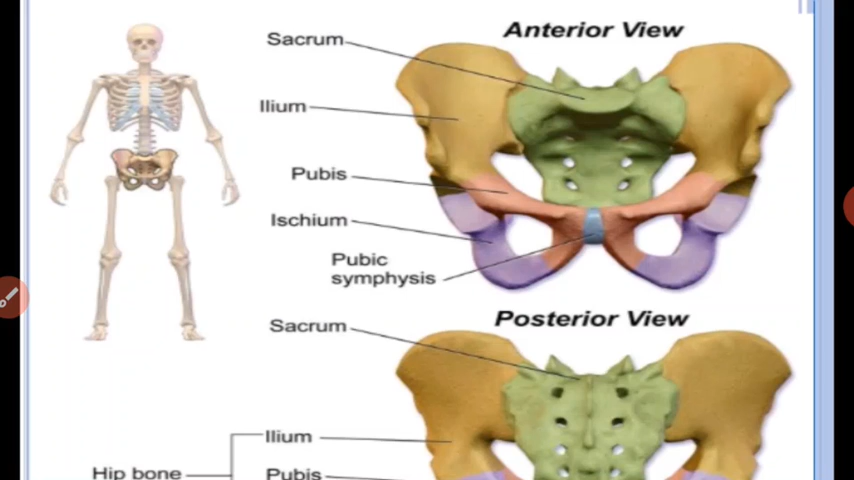 Anterior View
Sacrum
Ilium
Pubis
Ischium
Pubic
symphysis
Posterior View
Sacrum
Ilium
Hip bone
Pubis